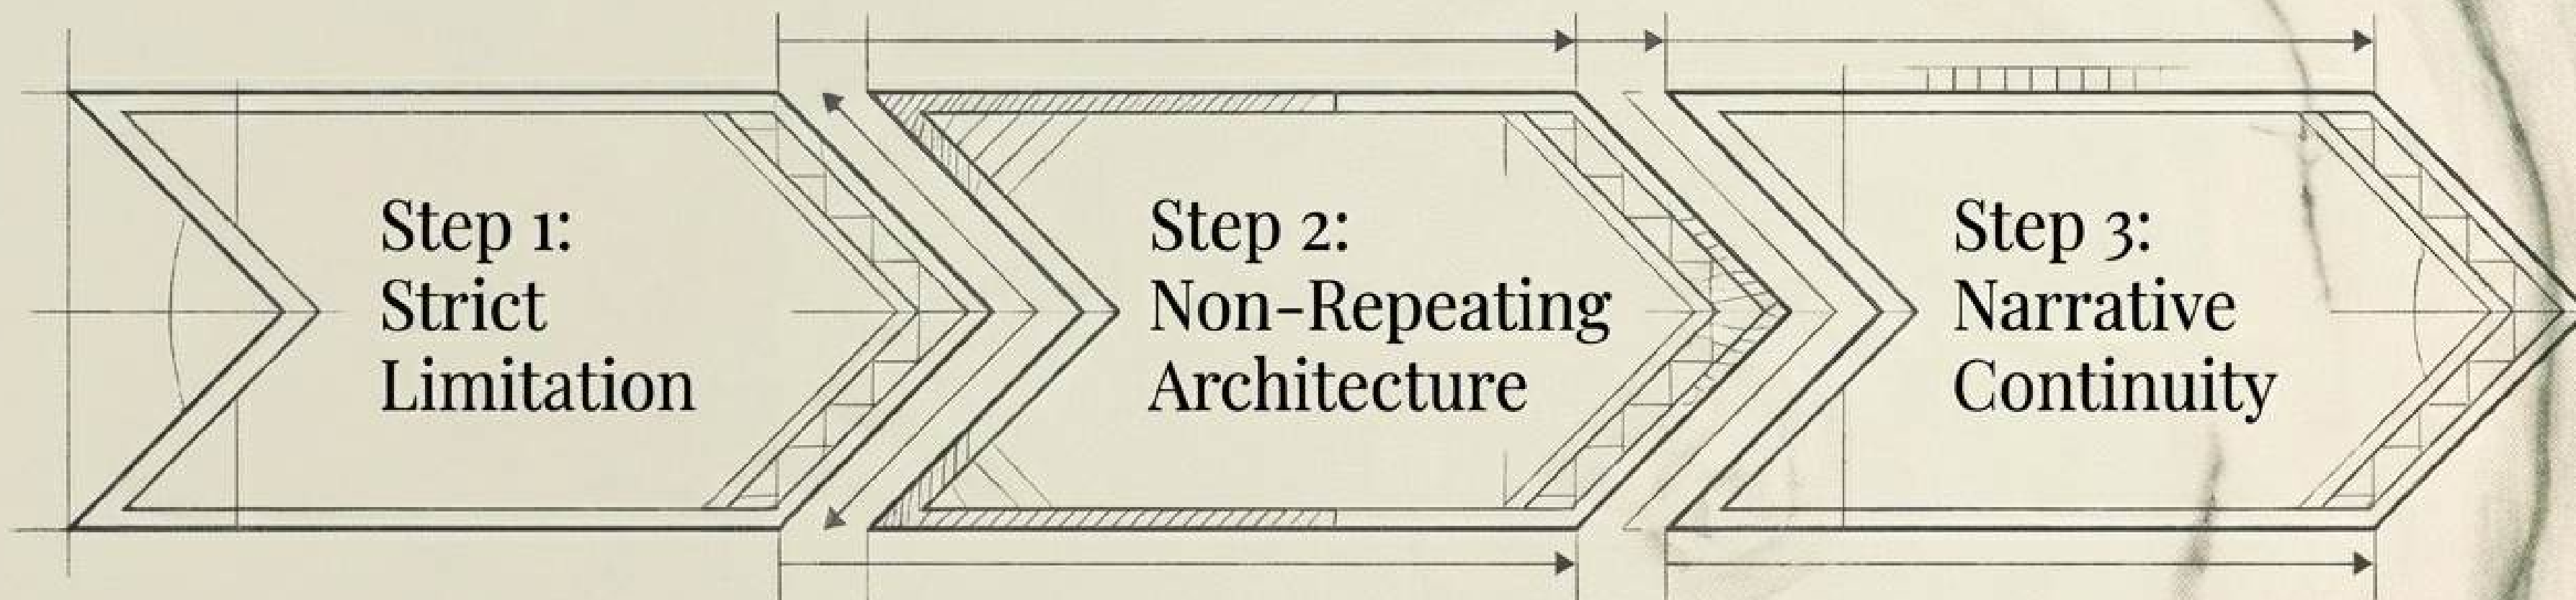 Step 1:
Strict
Limitation
Step 2:
Non-Repeating
Architecture
Step 3:
Narrative
Continuity